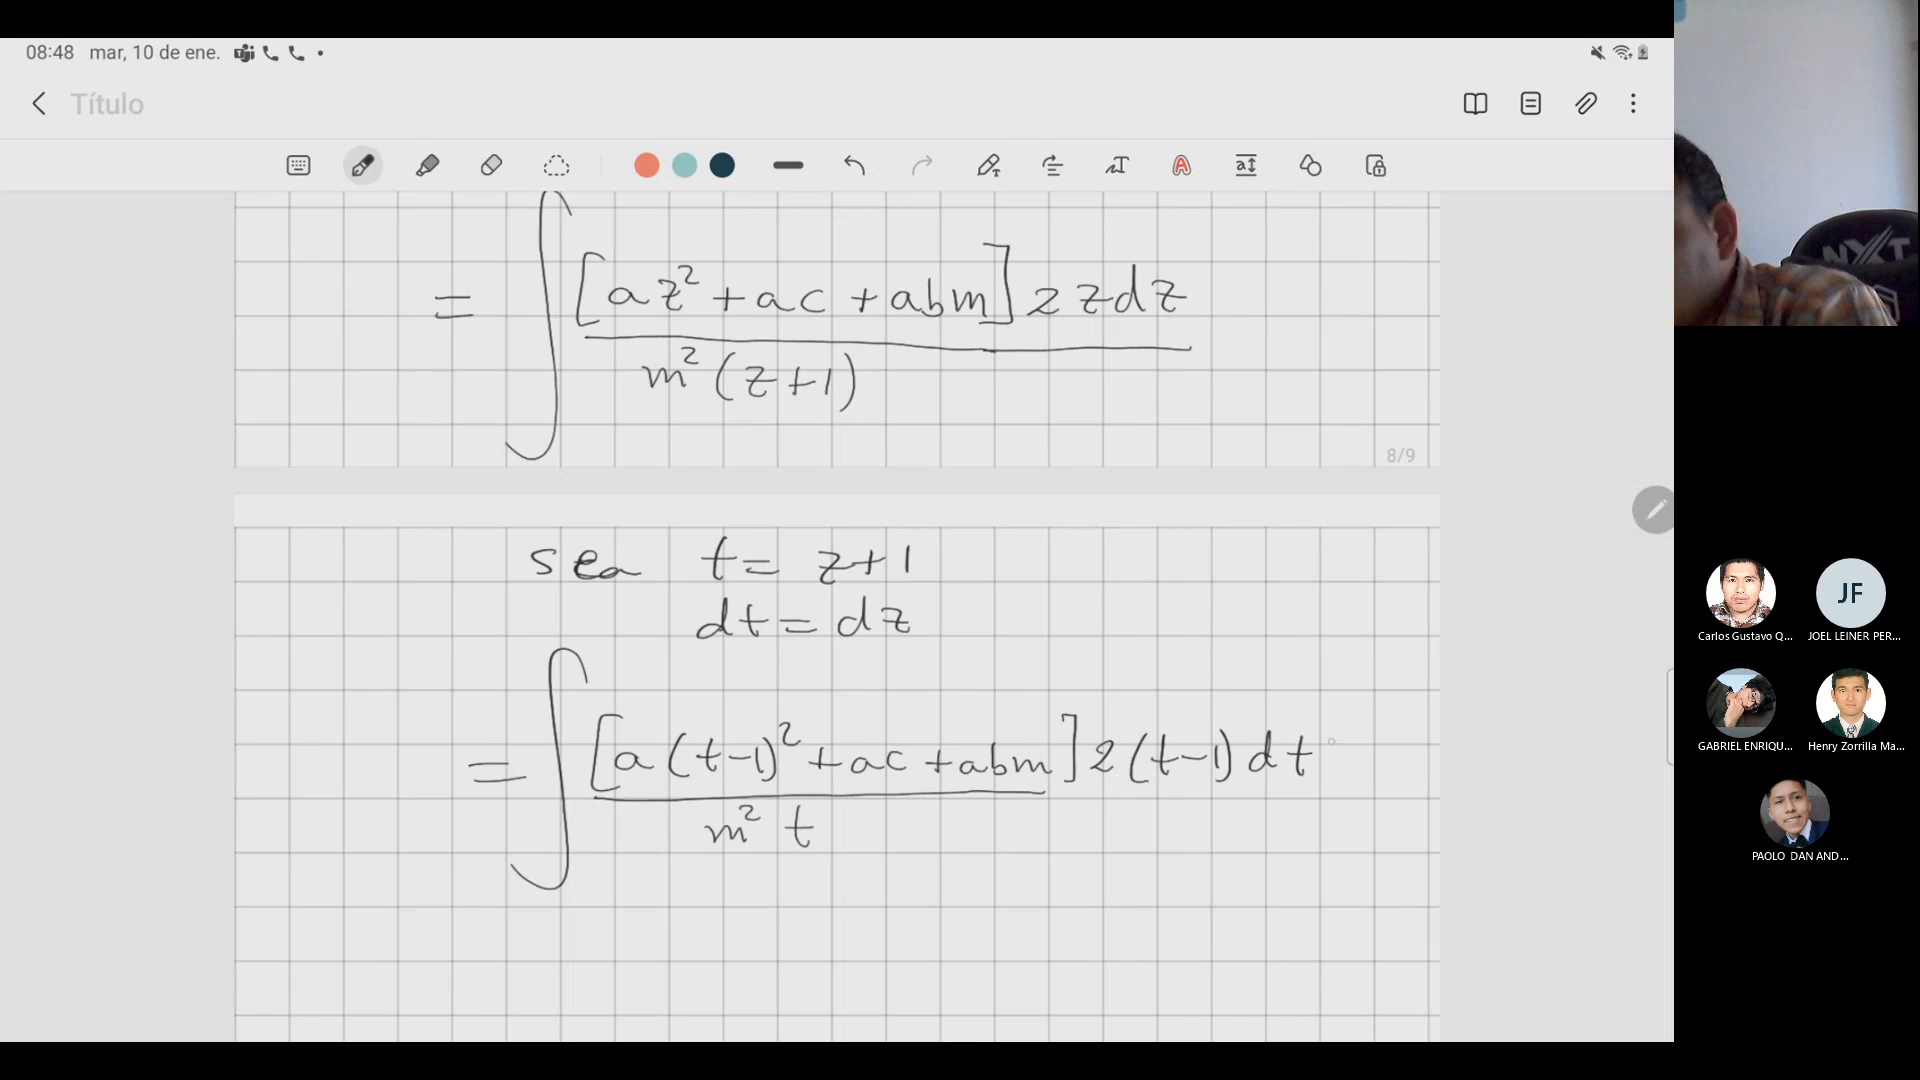 08:48 mar, 10 de ene.
Título
= ∫ [az² + ac + abm] 2 z dz
m² (z+1)
8/9
sea t = z+1
dt = dz
= ∫ [a (t-1)² + ac + abm] 2 (t-1) dt
m² t
NXT
JF
Carlos Gustavo Q...
JOEL LEINER PER...
GABRIEL ENRIQU...
Henry Zorrilla Ma...
PAOLO DAN AND...